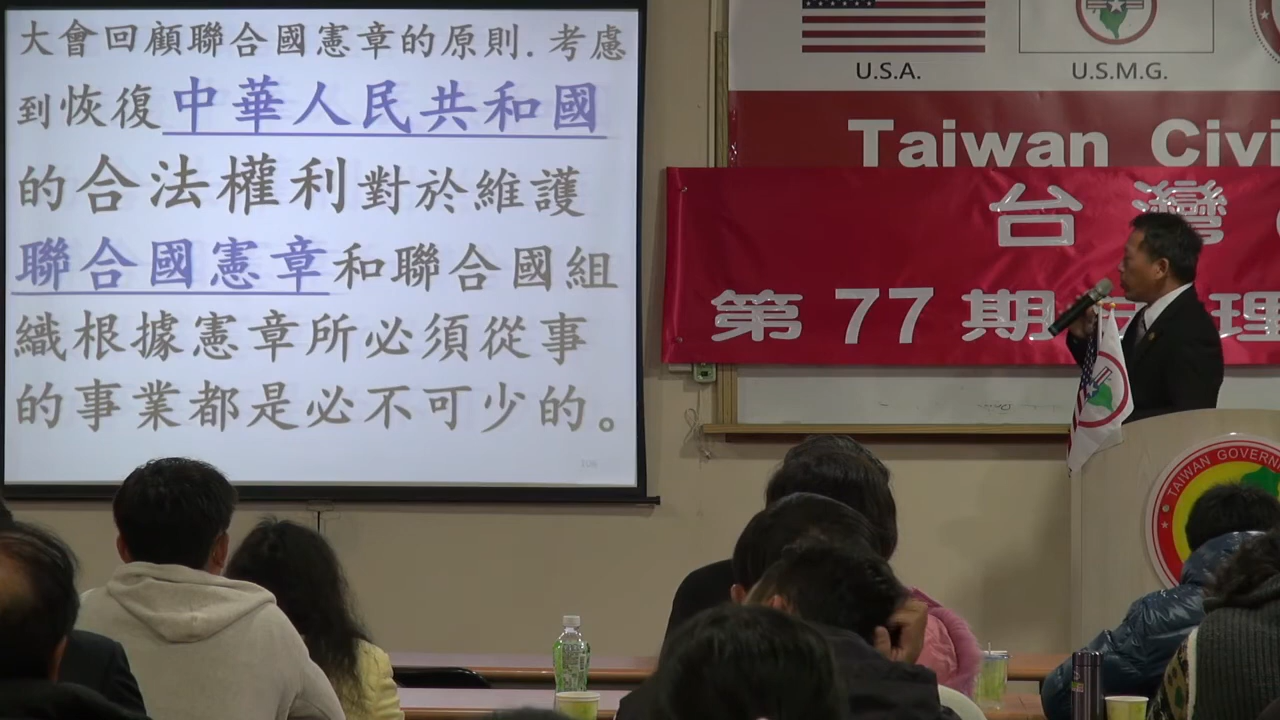 大會回顧聯合國憲章的原則.考慮
到恢復中華人民共和國
的合法權利對於維護
聯合國憲章和聯合國組
織根據憲章所必須從事
的事業都是必不可少的。
U.S.A.
U.S.M.G.
Taiwan Civi
台灣
第77期
理
TAIWAN GOVERN